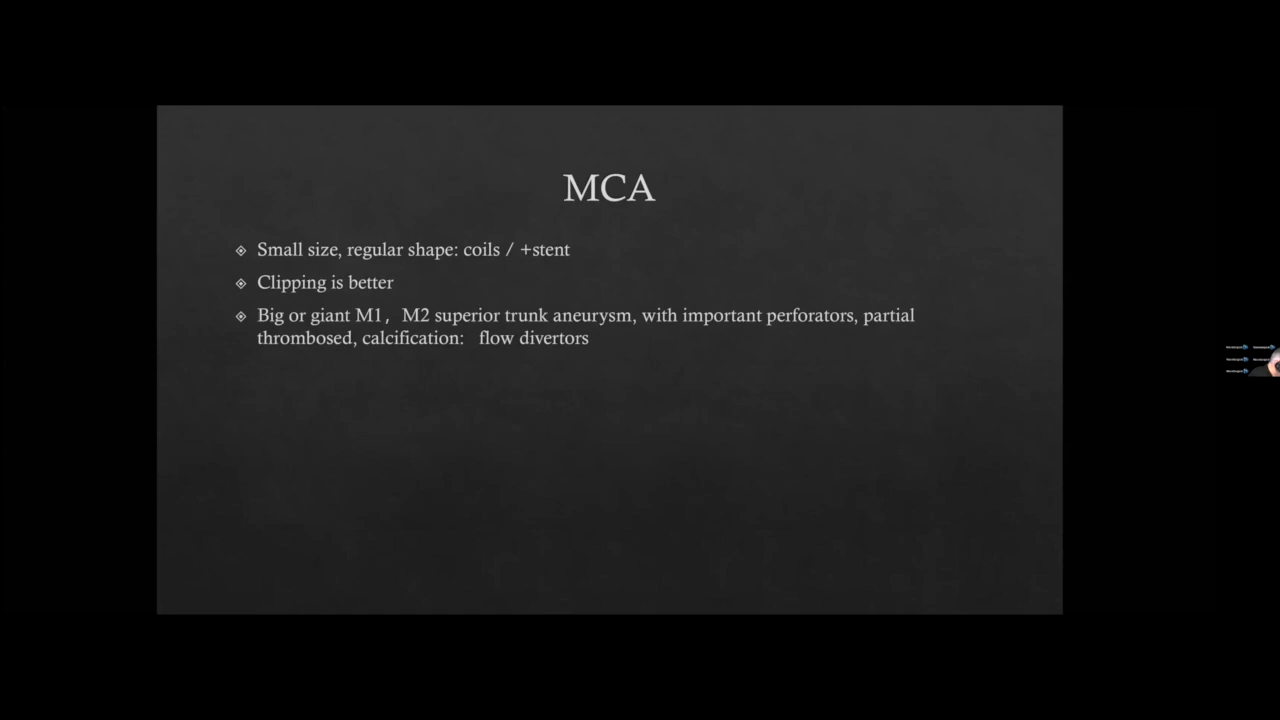 MCA
Small size, regular shape: coils / +stent
Clipping is better
Big or giant M1，M2 superior trunk aneurysm, with important perforators, partial
thrombosed, calcification: flow divertors